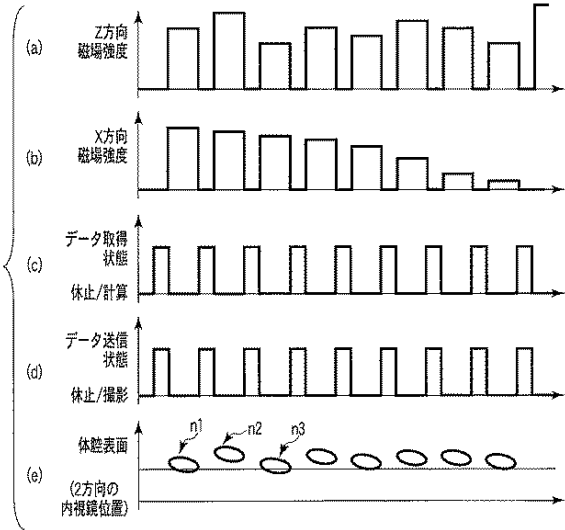 (a)
Z方向
磁場強度
(b)
X方向
磁場強度
(c)
データ取得
状態
休止/計算
(d)
データ送信
状態
休止/撮影
(e)
体腔表面
n1
n2
n3
(2方向の
内視鏡位置)